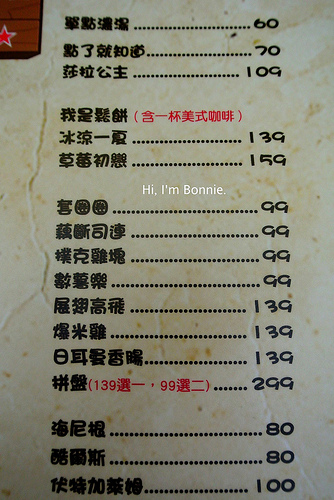 單點濃湯 60
點了就知道 70
莎拉公主 109
我是鬆餅(含一杯美式咖啡)
冰涼一夏 139
草莓初戀 159
Hi, I'm Bonnie.
套圈圈 99
藕斷司連 99
撲克雞塊 99
數薯樂 99
展翅高飛 139
爆米雞 139
日耳曼香腸 139
拼盤(139選一,99選二) 299
海尼根 80
酷爾斯 80
伏特加萊姆 100